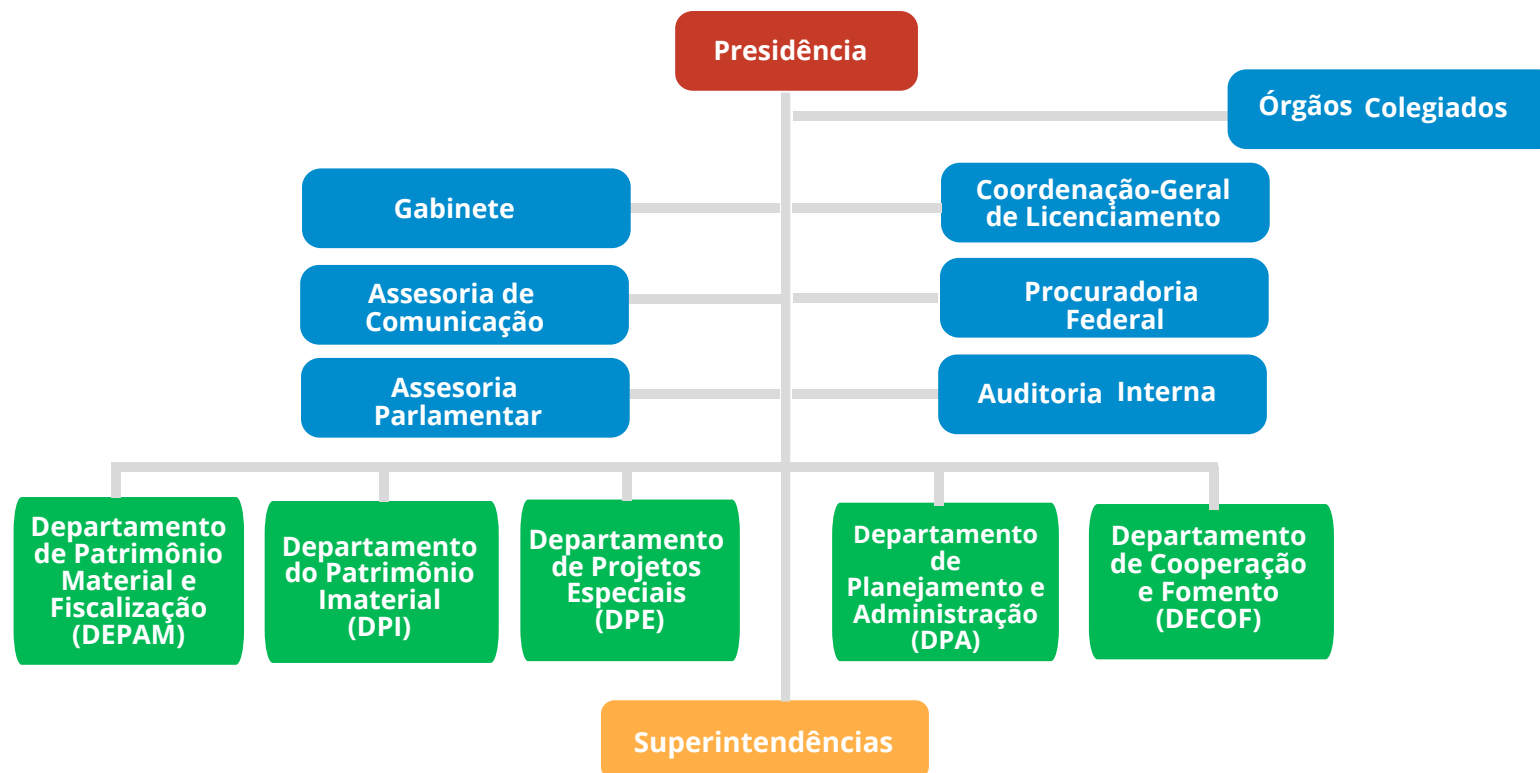 Presidência
Órgãos Colegiados
Gabinete
Coordenação-Geral
de Licenciamento
Assesoria de
Comunicação
Procuradoria
Federal
Assesoria
Parlamentar
Auditoria Interna
Departamento
de Patrimônio
Material e
Fiscalização
(DEPAM)
Departamento
do Patrimônio
Imaterial
(DPI)
Departamento
de Projetos
Especiais
(DPE)
Departamento
de
Planejamento e
Administração
(DPA)
Departamento
de Cooperação
e Fomento
(DECOF)
Superintendências